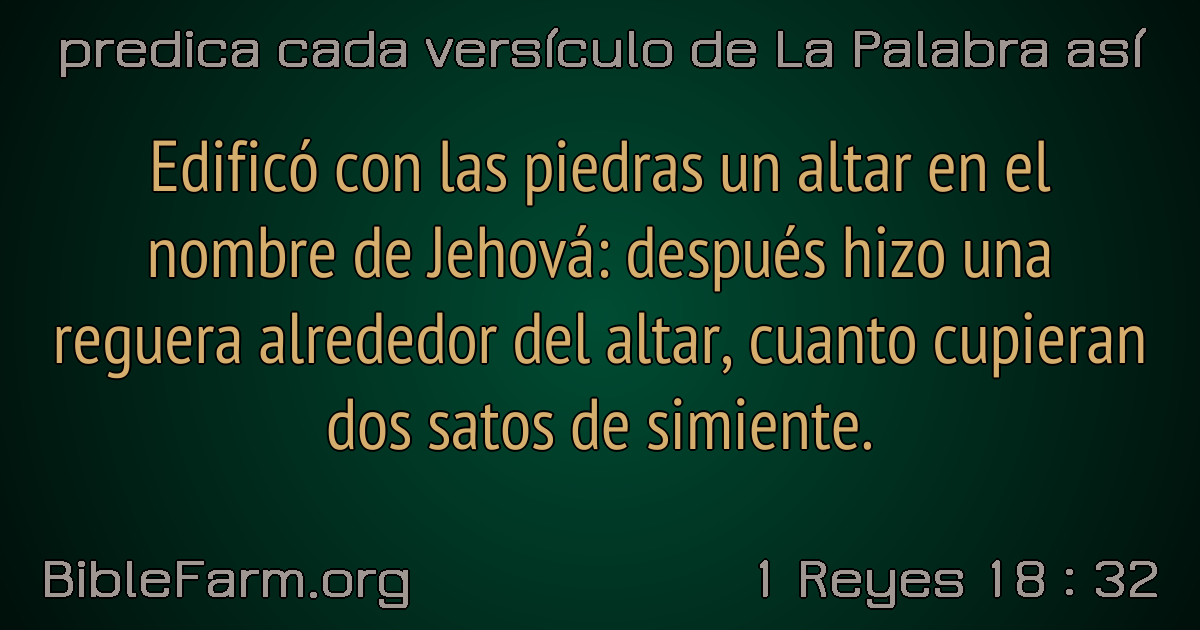 predica cada versículo de La Palabra así
Edificó con las piedras un altar en el
nombre de Jehová: después hizo una
reguera alrededor del altar, cuanto cupieran
dos satos de simiente.
BibleFarm.org
1 Reyes 18 : 32